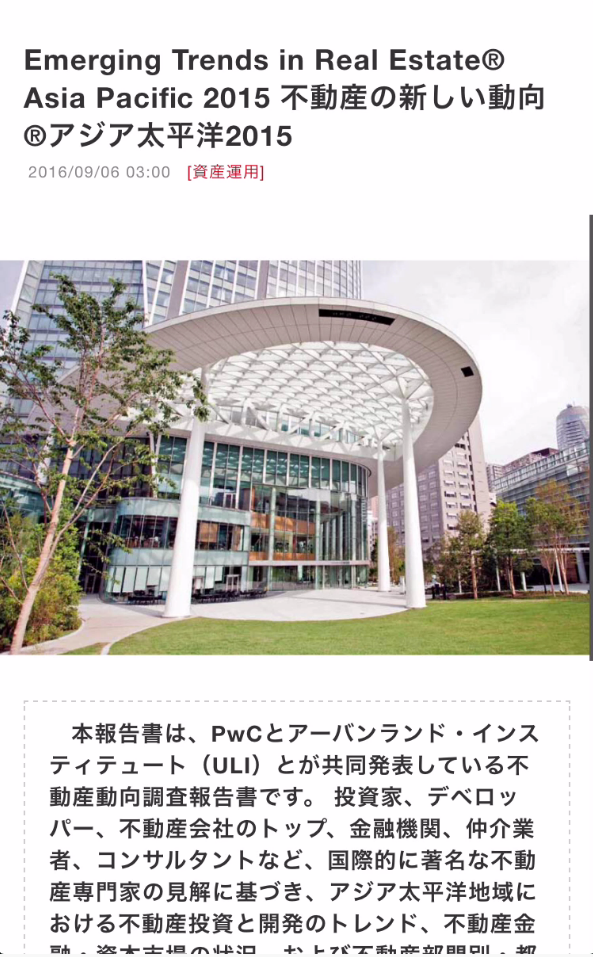 Emerging Trends in Real Estate®
Asia Pacific 2015 不動産の新しい動向
®アジア太平洋2015
2016/09/06 03:00 [資産運用]
本報告書は、PwCとアーバンランド・インス
ティテュート（ULI）とが共同発表している不
動産動向調査報告書です。 投資家、デベロッ
パー、不動産会社のトップ、金融機関、仲介業
者、コンサルタントなど、国際的に著名な不動
産専門家の見解に基づき、アジア太平洋地域に
おける不動産投資と開発のトレンド、不動産金
融・資本市場の状況、および不動産部門別・都